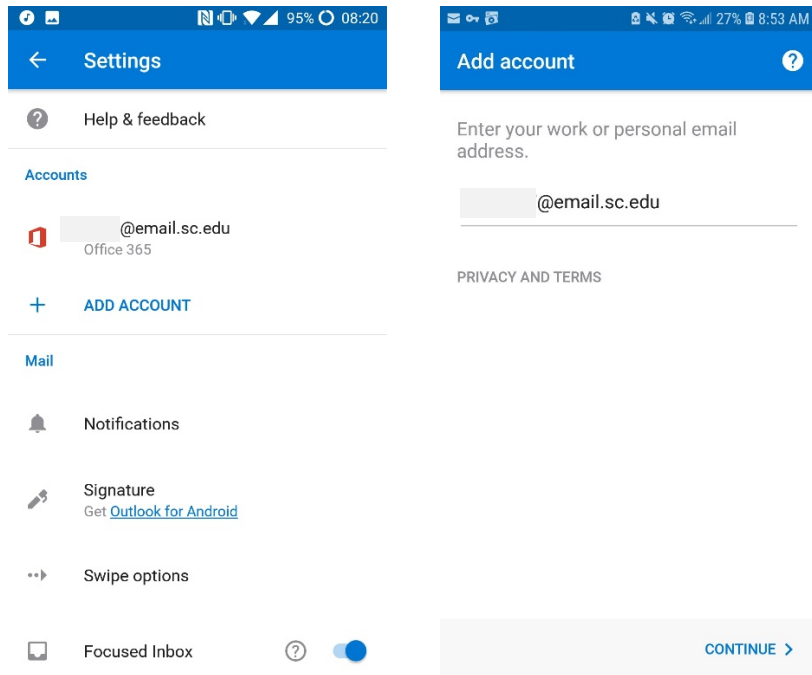 95% 08:20
Settings
Help & feedback
Accounts
@email.sc.edu
Office 365
ADD ACCOUNT
Mail
Notifications
Signature
Get Outlook for Android
Swipe options
Focused Inbox ?
27% 8:53 AM
Add account ?
Enter your work or personal email
address.
@email.sc.edu
PRIVACY AND TERMS
CONTINUE